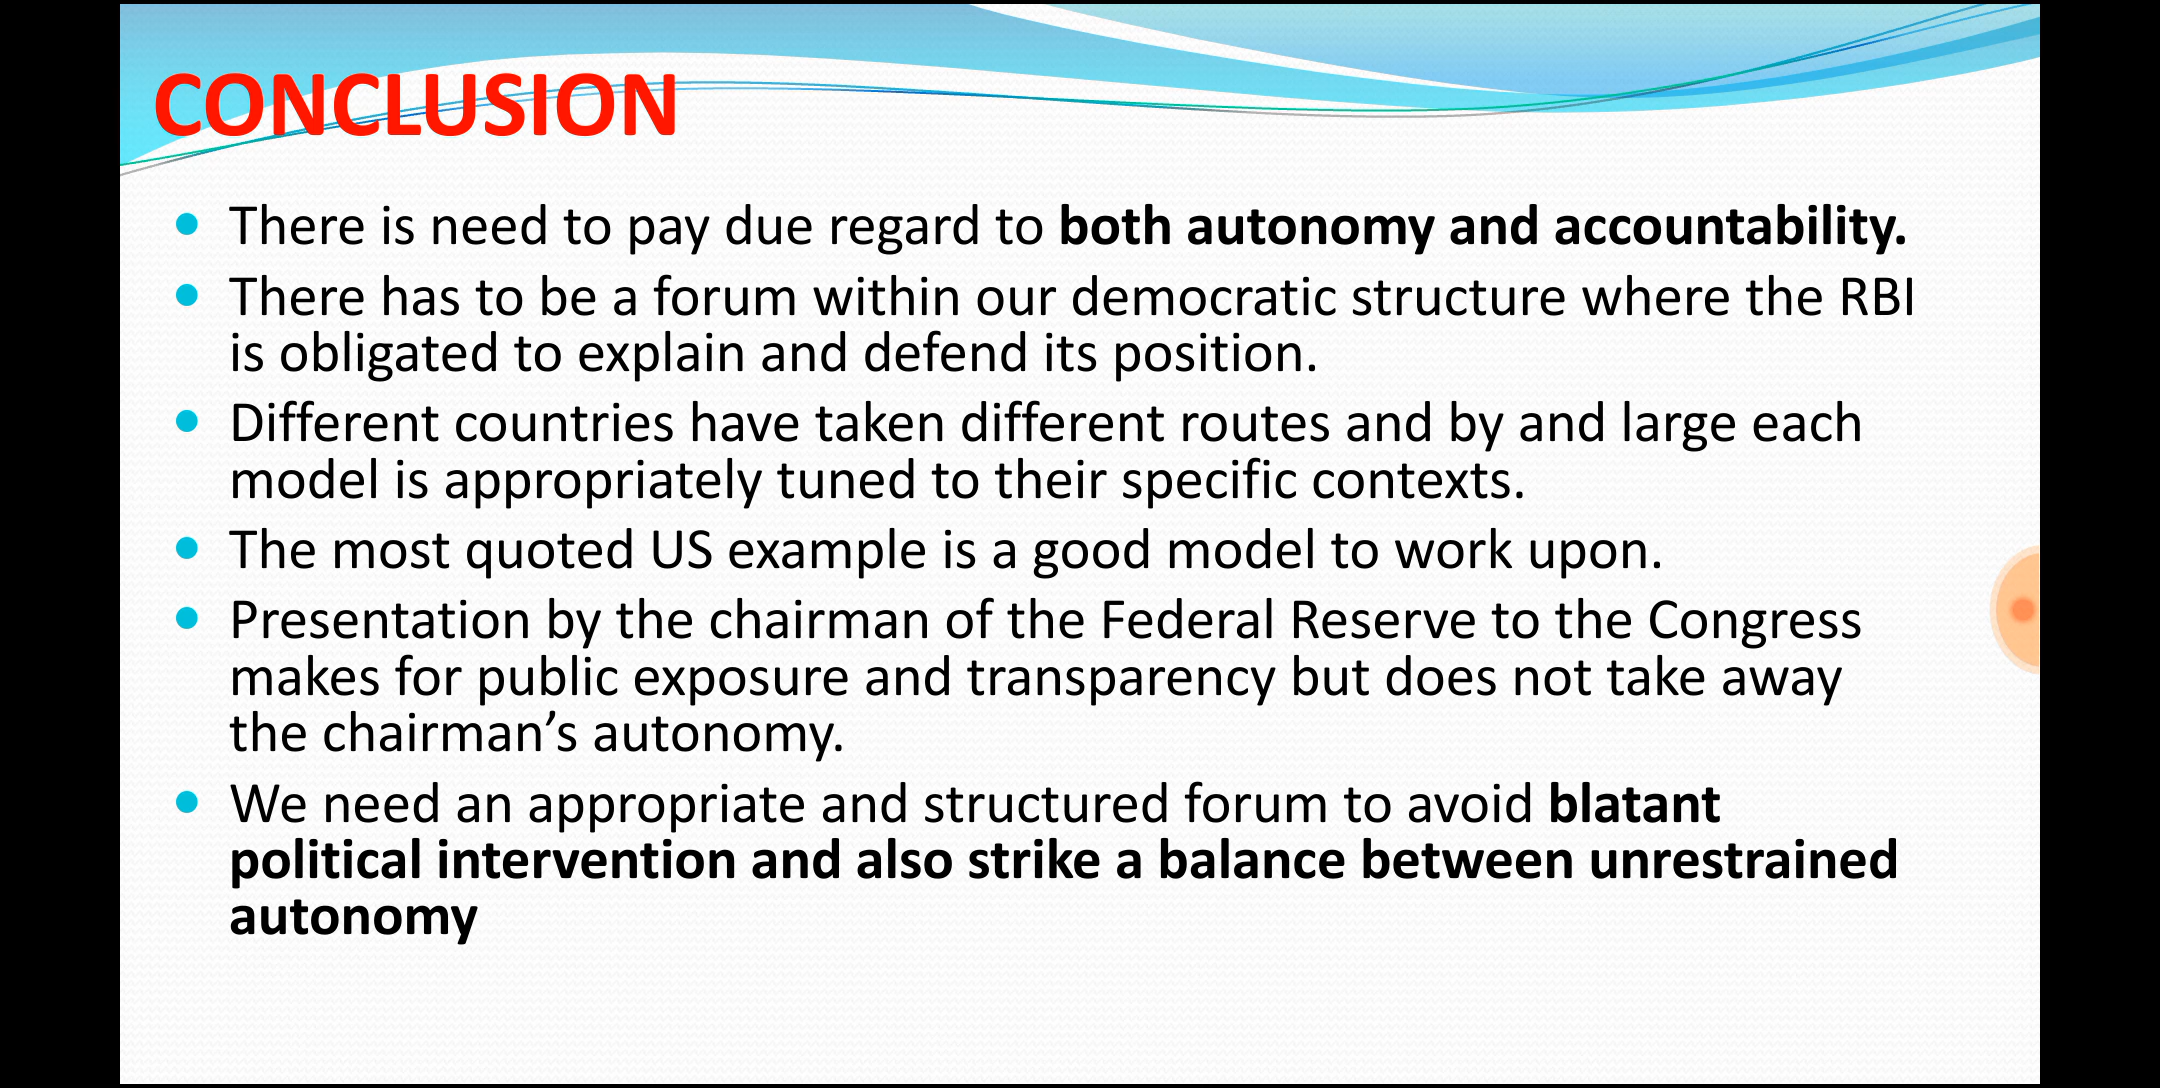 CONCLUSION
There is need to pay due regard to both autonomy and accountability.
There has to be a forum within our democratic structure where the RBI
is obligated to explain and defend its position.
Different countries have taken different routes and by and large each
model is appropriately tuned to their specific contexts.
The most quoted US example is a good model to work upon.
Presentation by the chairman of the Federal Reserve to the Congress
makes for public exposure and transparency but does not take away
the chairman’s autonomy.
We need an appropriate and structured forum to avoid blatant
political intervention and also strike a balance between unrestrained
autonomy